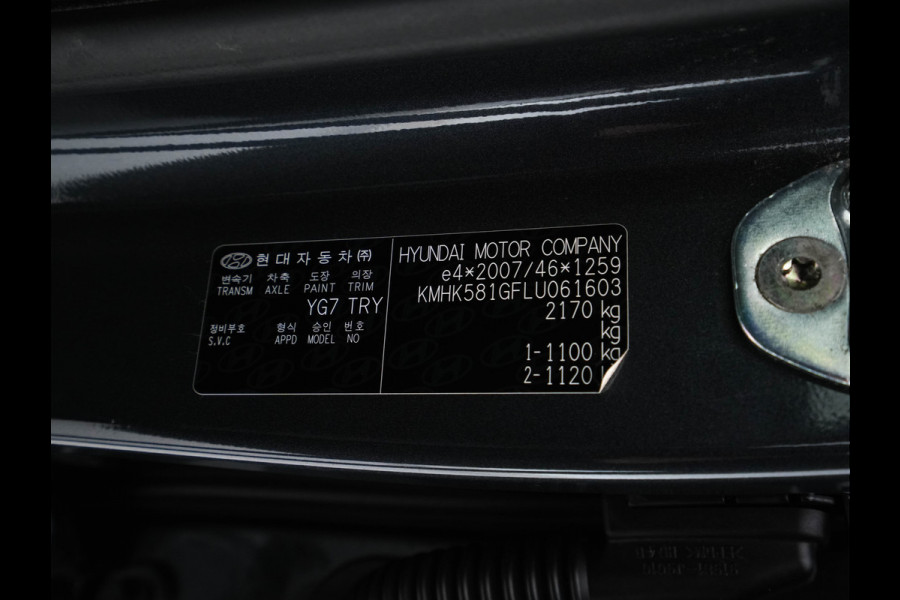 현대자동차㈜
변속기 차축 도장 의장
TRANSM AXLE PAINT TRIM
YG7 TRY
정비부호 형식 승인 번호
S.V.C APPD MODEL NO
HYUNDAI MOTOR COMPANY
e4*2007/46*1259
KMHK581GFLU061603
2170 kg
kg
1-1100 kg
2-1120